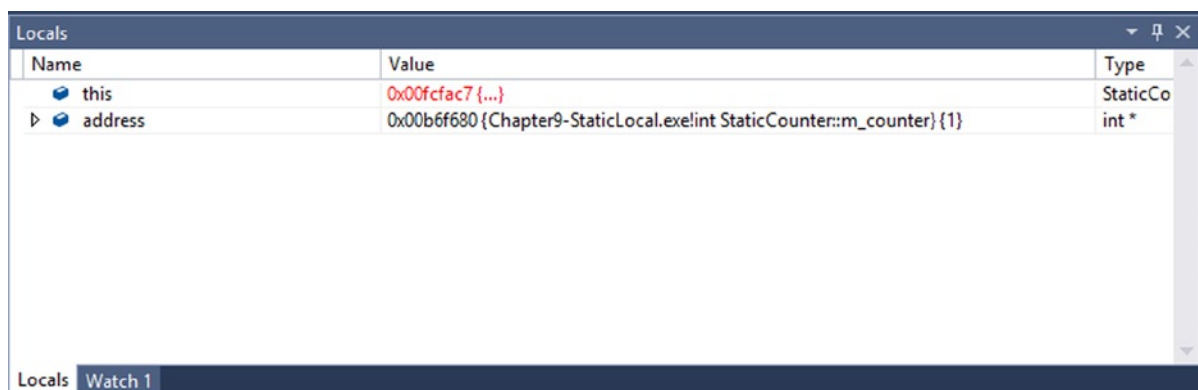 Locals
Name Value Type
this 0x00fcfac7 {...} StaticCo
address 0x00b6f680 {Chapter9-StaticLocal.exe!int StaticCounter::m_counter} {1} int *
Locals Watch 1